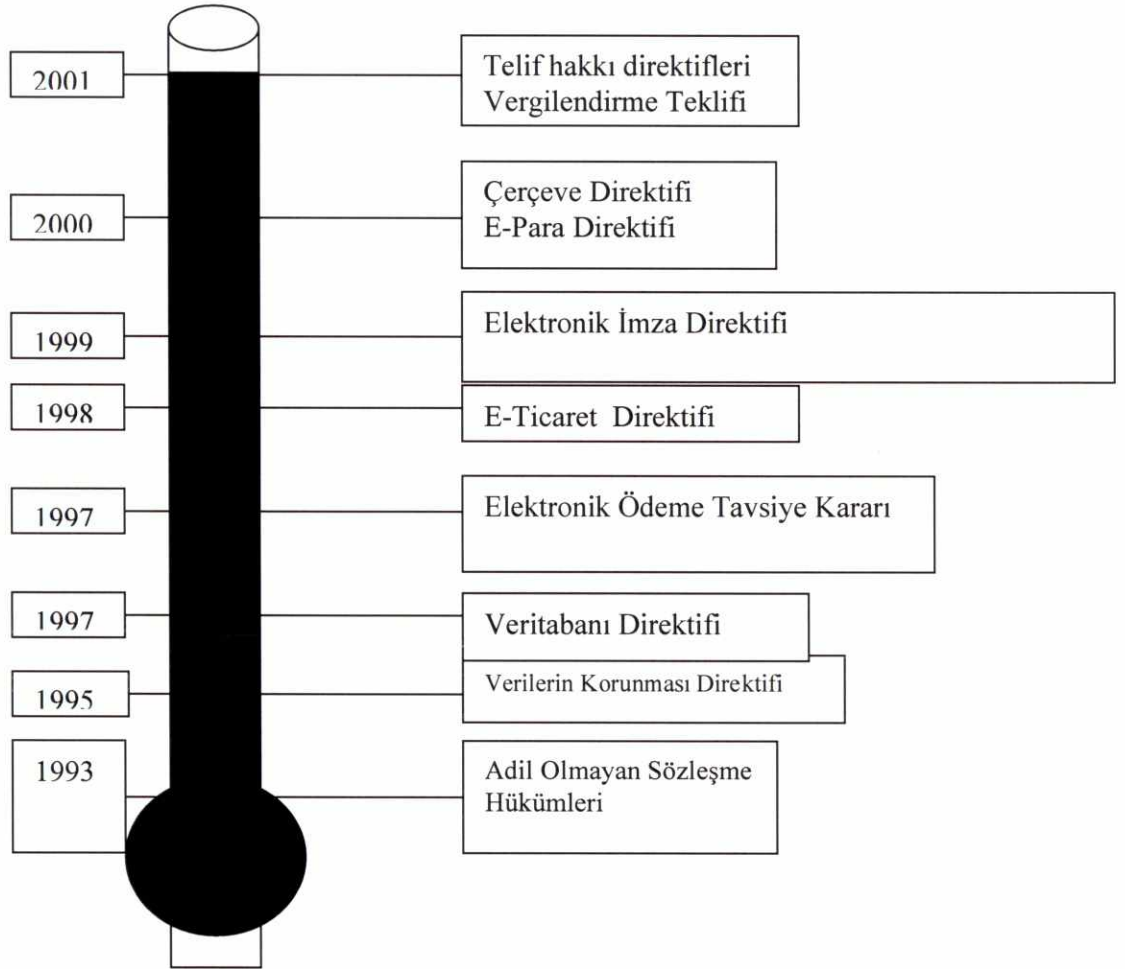 2001
Telif hakkı direktifleri
Vergilendirme Teklifi
2000
Çerçeve Direktifi
E-Para Direktifi
1999
Elektronik İmza Direktifi
1998
E-Ticaret Direktifi
1997
Elektronik Ödeme Tavsiye Kararı
1997
Veritabanı Direktifi
1995
Verilerin Korunması Direktifi
1993
Adil Olmayan Sözleşme
Hükümleri